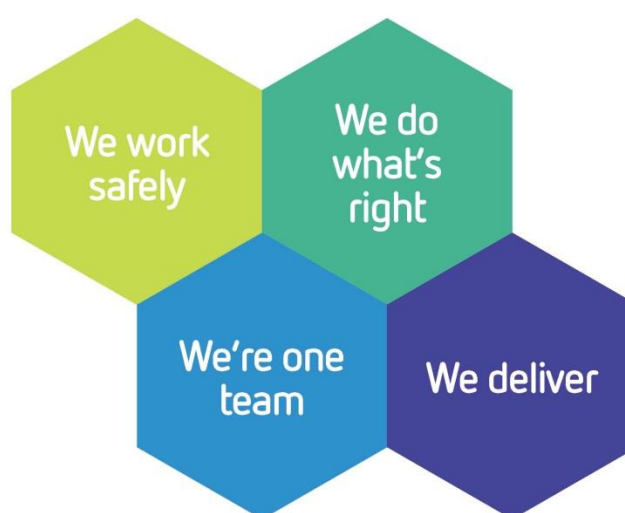 We work
safely
We do
what's
right
We're one
team
We deliver